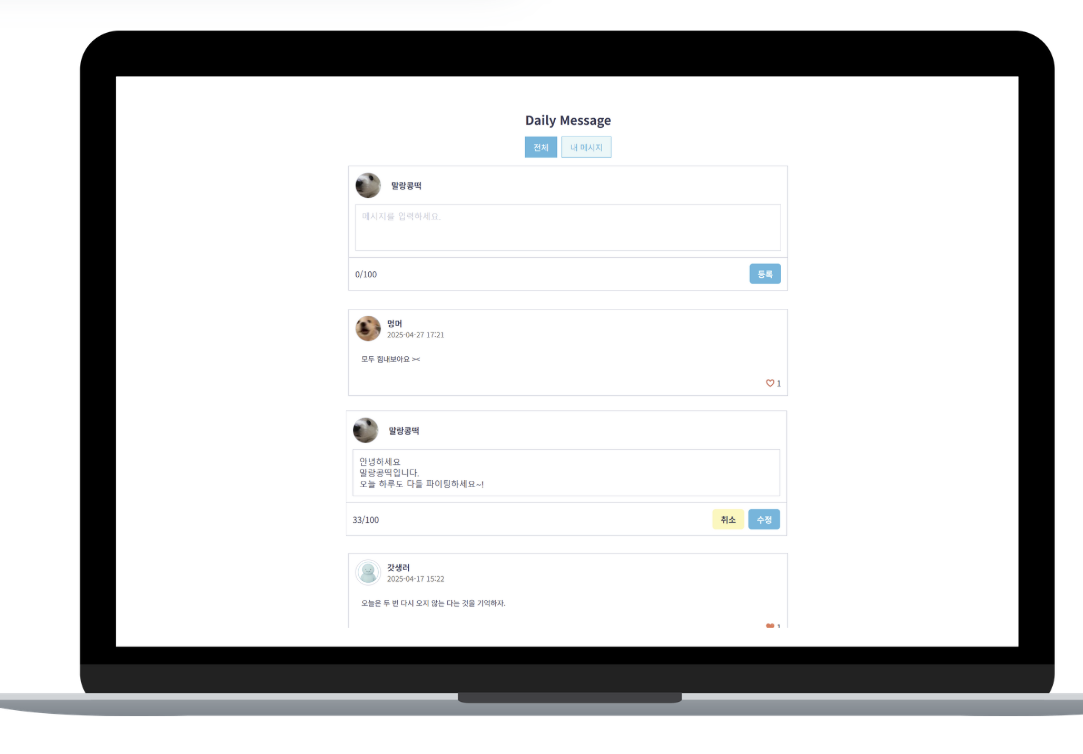 Daily Message
전체 내 메시지
말랑콩떡
메시지를 입력하세요.
0/100 등록
멍머
2025-04-27 17:21
모두 힘내보아요 ><
1
말랑콩떡
안녕하세요
말랑콩떡입니다.
오늘 하루도 다들 파이팅하세요~!
33/100 취소 수정
갓생러
2025-04-17 15:22
오늘은 두 번 다시 오지 않는 다는 것을 기억하자.